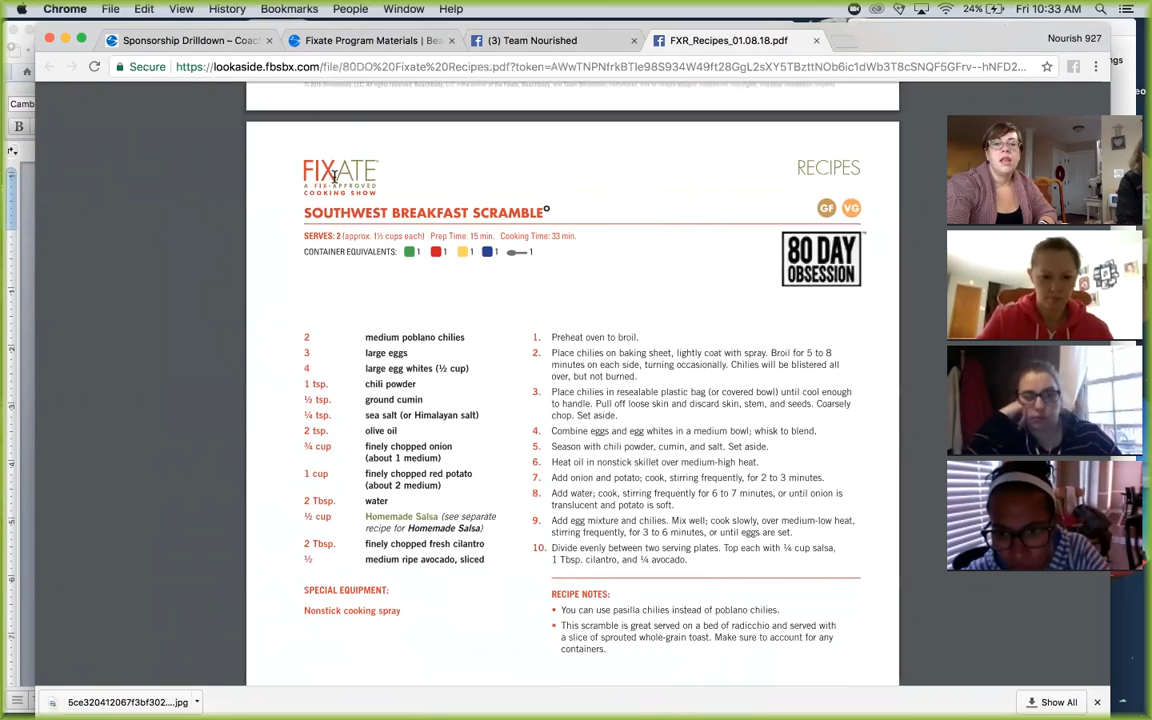 Chrome File Edit View History Bookmarks People Window Help 24% Fri 10:33 AM
Sponsorship Drilldown – Coach Fixate Program Materials | Bea (3) Team Nourished FXR_Recipes_01.08.18.pdf Nourish 927
Secure https://lookaside.fbsbx.com/file/80DO%20Fixate%20Recipes.pdf?token=
Camb
B
FIXATE
A FIX-APPROVED
COOKING SHOW
RECIPES
SOUTHWEST BREAKFAST SCRAMBLE° GF VG
SERVES: 2 (approx. 1½ cups each) Prep Time: 15 min. Cooking Time: 33 min.
CONTAINER EQUIVALENTS: 1 1 1 1 1
80 DAY
OBSESSION
2 medium poblano chilies
3 large eggs
4 large egg whites (½ cup)
1 tsp. chili powder
½ tsp. ground cumin
¼ tsp. sea salt (or Himalayan salt)
2 tsp. olive oil
¾ cup finely chopped onion
(about 1 medium)
1 cup finely chopped red potato
(about 2 medium)
2 Tbsp. water
½ cup Homemade Salsa (see separate
recipe for Homemade Salsa)
2 Tbsp. finely chopped fresh cilantro
½ medium ripe avocado, sliced
SPECIAL EQUIPMENT:
Nonstick cooking spray
1. Preheat oven to broil.
2. Place chilies on baking sheet, lightly coat with spray. Broil for 5 to 8
minutes on each side, turning occasionally. Chilies will be blistered all
over, but not burned.
3. Place chilies in resealable plastic bag (or covered bowl) until cool enough
to handle. Pull off loose skin and discard skin, stem, and seeds. Coarsely
chop. Set aside.
4. Combine eggs and egg whites in a medium bowl; whisk to blend.
5. Season with chili powder, cumin, and salt. Set aside.
6. Heat oil in nonstick skillet over medium-high heat.
7. Add onion and potato; cook, stirring frequently, for 2 to 3 minutes.
8. Add water; cook, stirring frequently for 6 to 7 minutes, or until onion is
translucent and potato is soft.
9. Add egg mixture and chilies. Mix well; cook slowly, over medium-low heat,
stirring frequently, for 3 to 6 minutes, or until eggs are set.
10. Divide evenly between two serving plates. Top each with ¼ cup salsa,
1 Tbsp. cilantro, and ¼ avocado.
RECIPE NOTES:
• You can use pasilla chilies instead of poblano chilies.
• This scramble is great served on a bed of radicchio and served with
a slice of sprouted whole-grain toast. Make sure to account for any
containers.
5ce320412067f3bf302....jpg Show All